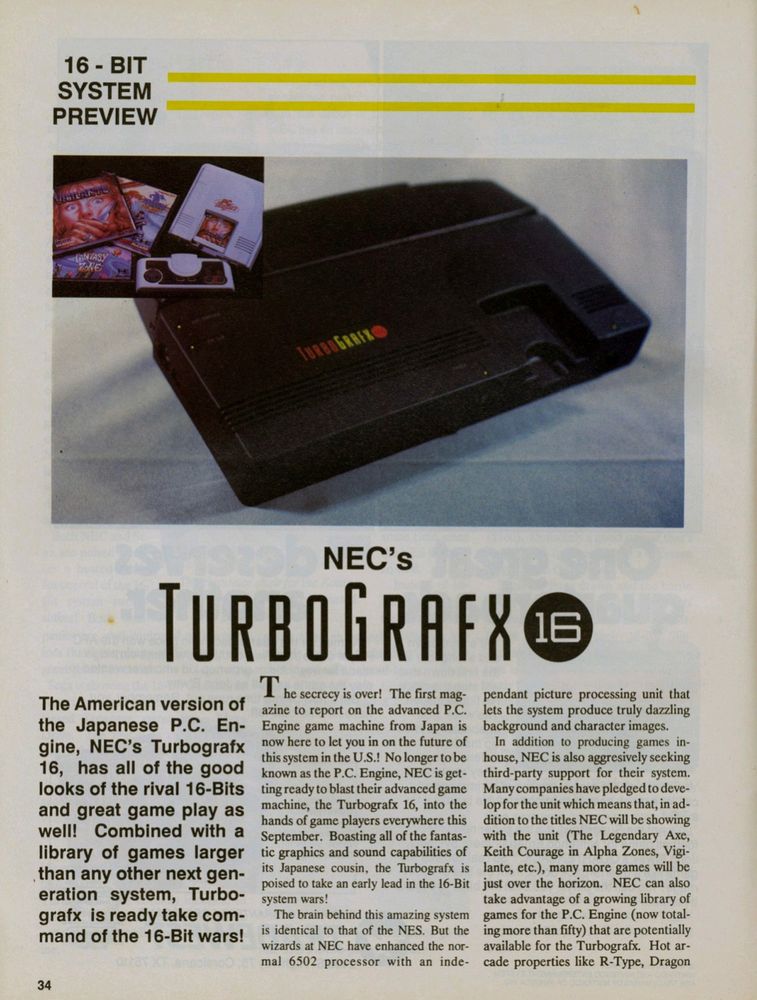 16 - BIT
SYSTEM
PREVIEW
FANTASY
ZONE
TURBOGRAFX
NEC's
TURBOGRAFX 16
The American version of
the Japanese P.C. En-
gine, NEC's Turbografx
16, has all of the good
looks of the rival 16-Bits
and great game play as
well! Combined with a
library of games larger
than any other next gen-
eration system, Turbo-
grafx is ready take com-
mand of the 16-Bit wars!
The secrecy is over! The first mag-
azine to report on the advanced P.C.
Engine game machine from Japan is
now here to let you in on the future of
this system in the U.S.! No longer to be
known as the P.C. Engine, NEC is get-
ting ready to blast their advanced game
machine, the Turbografx 16, into the
hands of game players everywhere this
September. Boasting all of the fantas-
tic graphics and sound capabilities of
its Japanese cousin, the Turbografx is
poised to take an early lead in the 16-Bit
system wars!
The brain behind this amazing system
is identical to that of the NES. But the
wizards at NEC have enhanced the nor-
mal 6502 processor with an inde-
pendant picture processing unit that
lets the system produce truly dazzling
background and character images.
In addition to producing games in-
house, NEC is also aggresively seeking
third-party support for their system.
Many companies have pledged to deve-
lop for the unit which means that, in ad-
dition to the titles NEC will be showing
with the unit (The Legendary Axe,
Keith Courage in Alpha Zones, Vigi-
lante, etc.), many more games will be
just over the horizon. NEC can also
take advantage of a growing library of
games for the P.C. Engine (now total-
ing more than fifty) that are potentially
available for the Turbografx. Hot ar-
cade properties like R-Type, Dragon
34